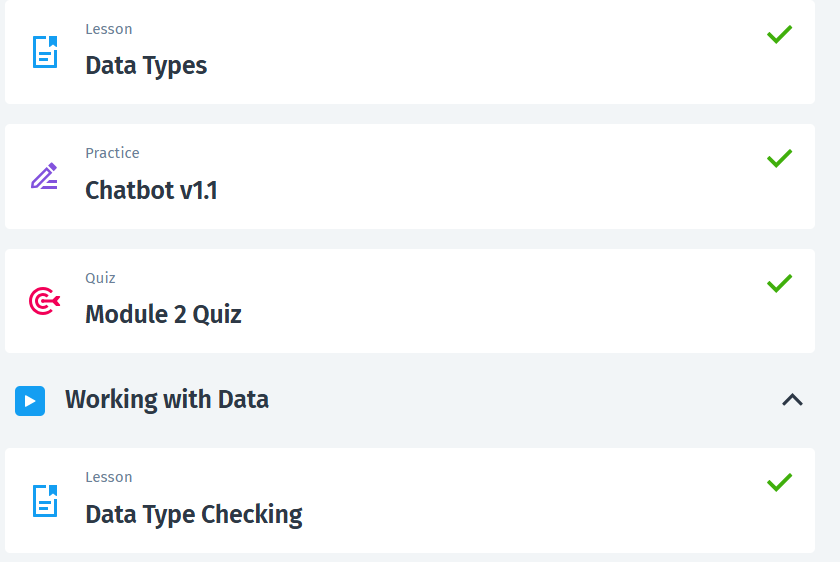 Lesson
Data Types
Practice
Chatbot v1.1
Quiz
Module 2 Quiz
Working with Data
Lesson
Data Type Checking